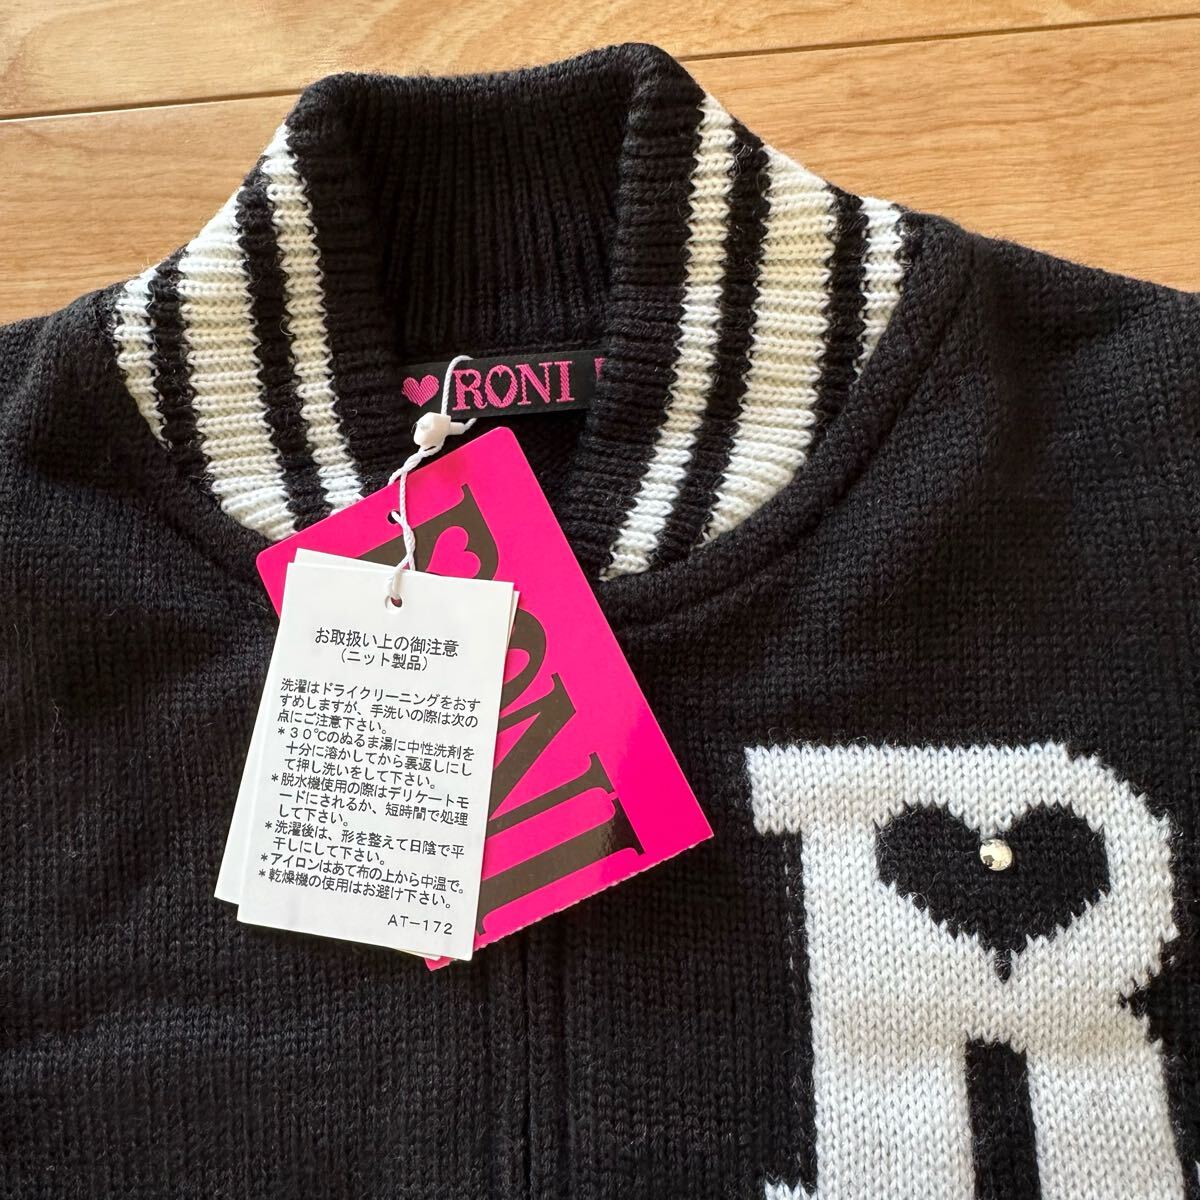 RONI
RONI
お取扱い上の御注意
（ニット製品）
洗濯はドライクリーニングをおす
すめしますが、手洗いの際は次の
点にご注意下さい。
＊３０℃のぬるま湯に中性洗剤を
十分に溶かしてから裏返しにし
て押し洗いをして下さい。
＊脱水機使用の際はデリケートモ
ードにされるか、短時間で処理
して下さい。
＊洗濯後は、形を整えて日陰で平
干しにして下さい。
＊アイロンはあて布の上から中温で。
＊乾燥機の使用はお避け下さい。
AT－172
R